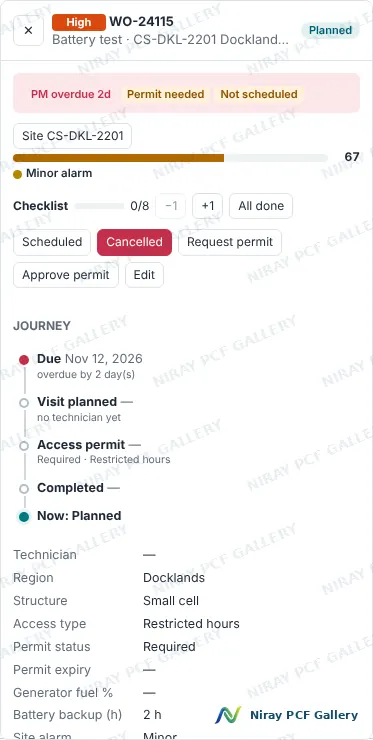 ✕ High WO-24115 Planned
Battery test · CS-DKL-2201 Dockland...
PM overdue 2d Permit needed Not scheduled
Site CS-DKL-2201
67
Minor alarm
Checklist 0/8 −1 +1 All done
Scheduled Cancelled Request permit
Approve permit Edit
JOURNEY
Due Nov 12, 2026
overdue by 2 day(s)
Visit planned —
no technician yet
Access permit —
Required · Restricted hours
Completed —
Now: Planned
Technician —
Region Docklands
Structure Small cell
Access type Restricted hours
Permit status Required
Permit expiry —
Generator fuel % —
Battery backup (h) 2 h
Niray PCF Gallery
Site alarm Minor
NIRAY PCF GALLERY